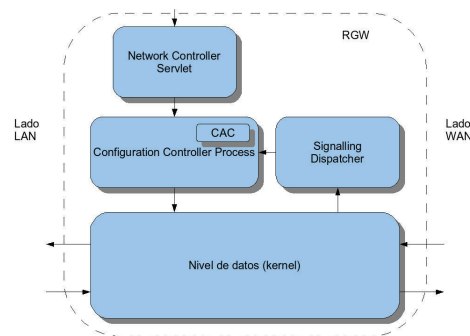 RGW
Network Controller
Servlet
Lado
LAN
Lado
WAN
CAC
Configuration Controller Process
Signalling
Dispatcher
Nivel de datos (kernel)